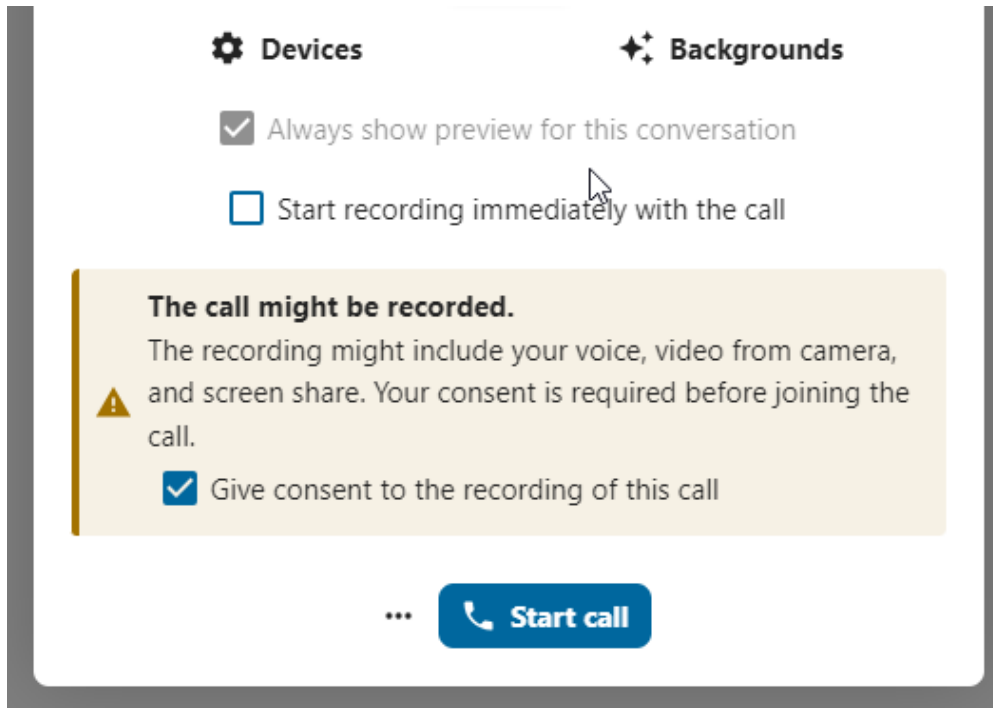 Devices
Backgrounds
Always show preview for this conversation
Start recording immediately with the call
The call might be recorded.
The recording might include your voice, video from camera,
and screen share. Your consent is required before joining the
call.
Give consent to the recording of this call
Start call